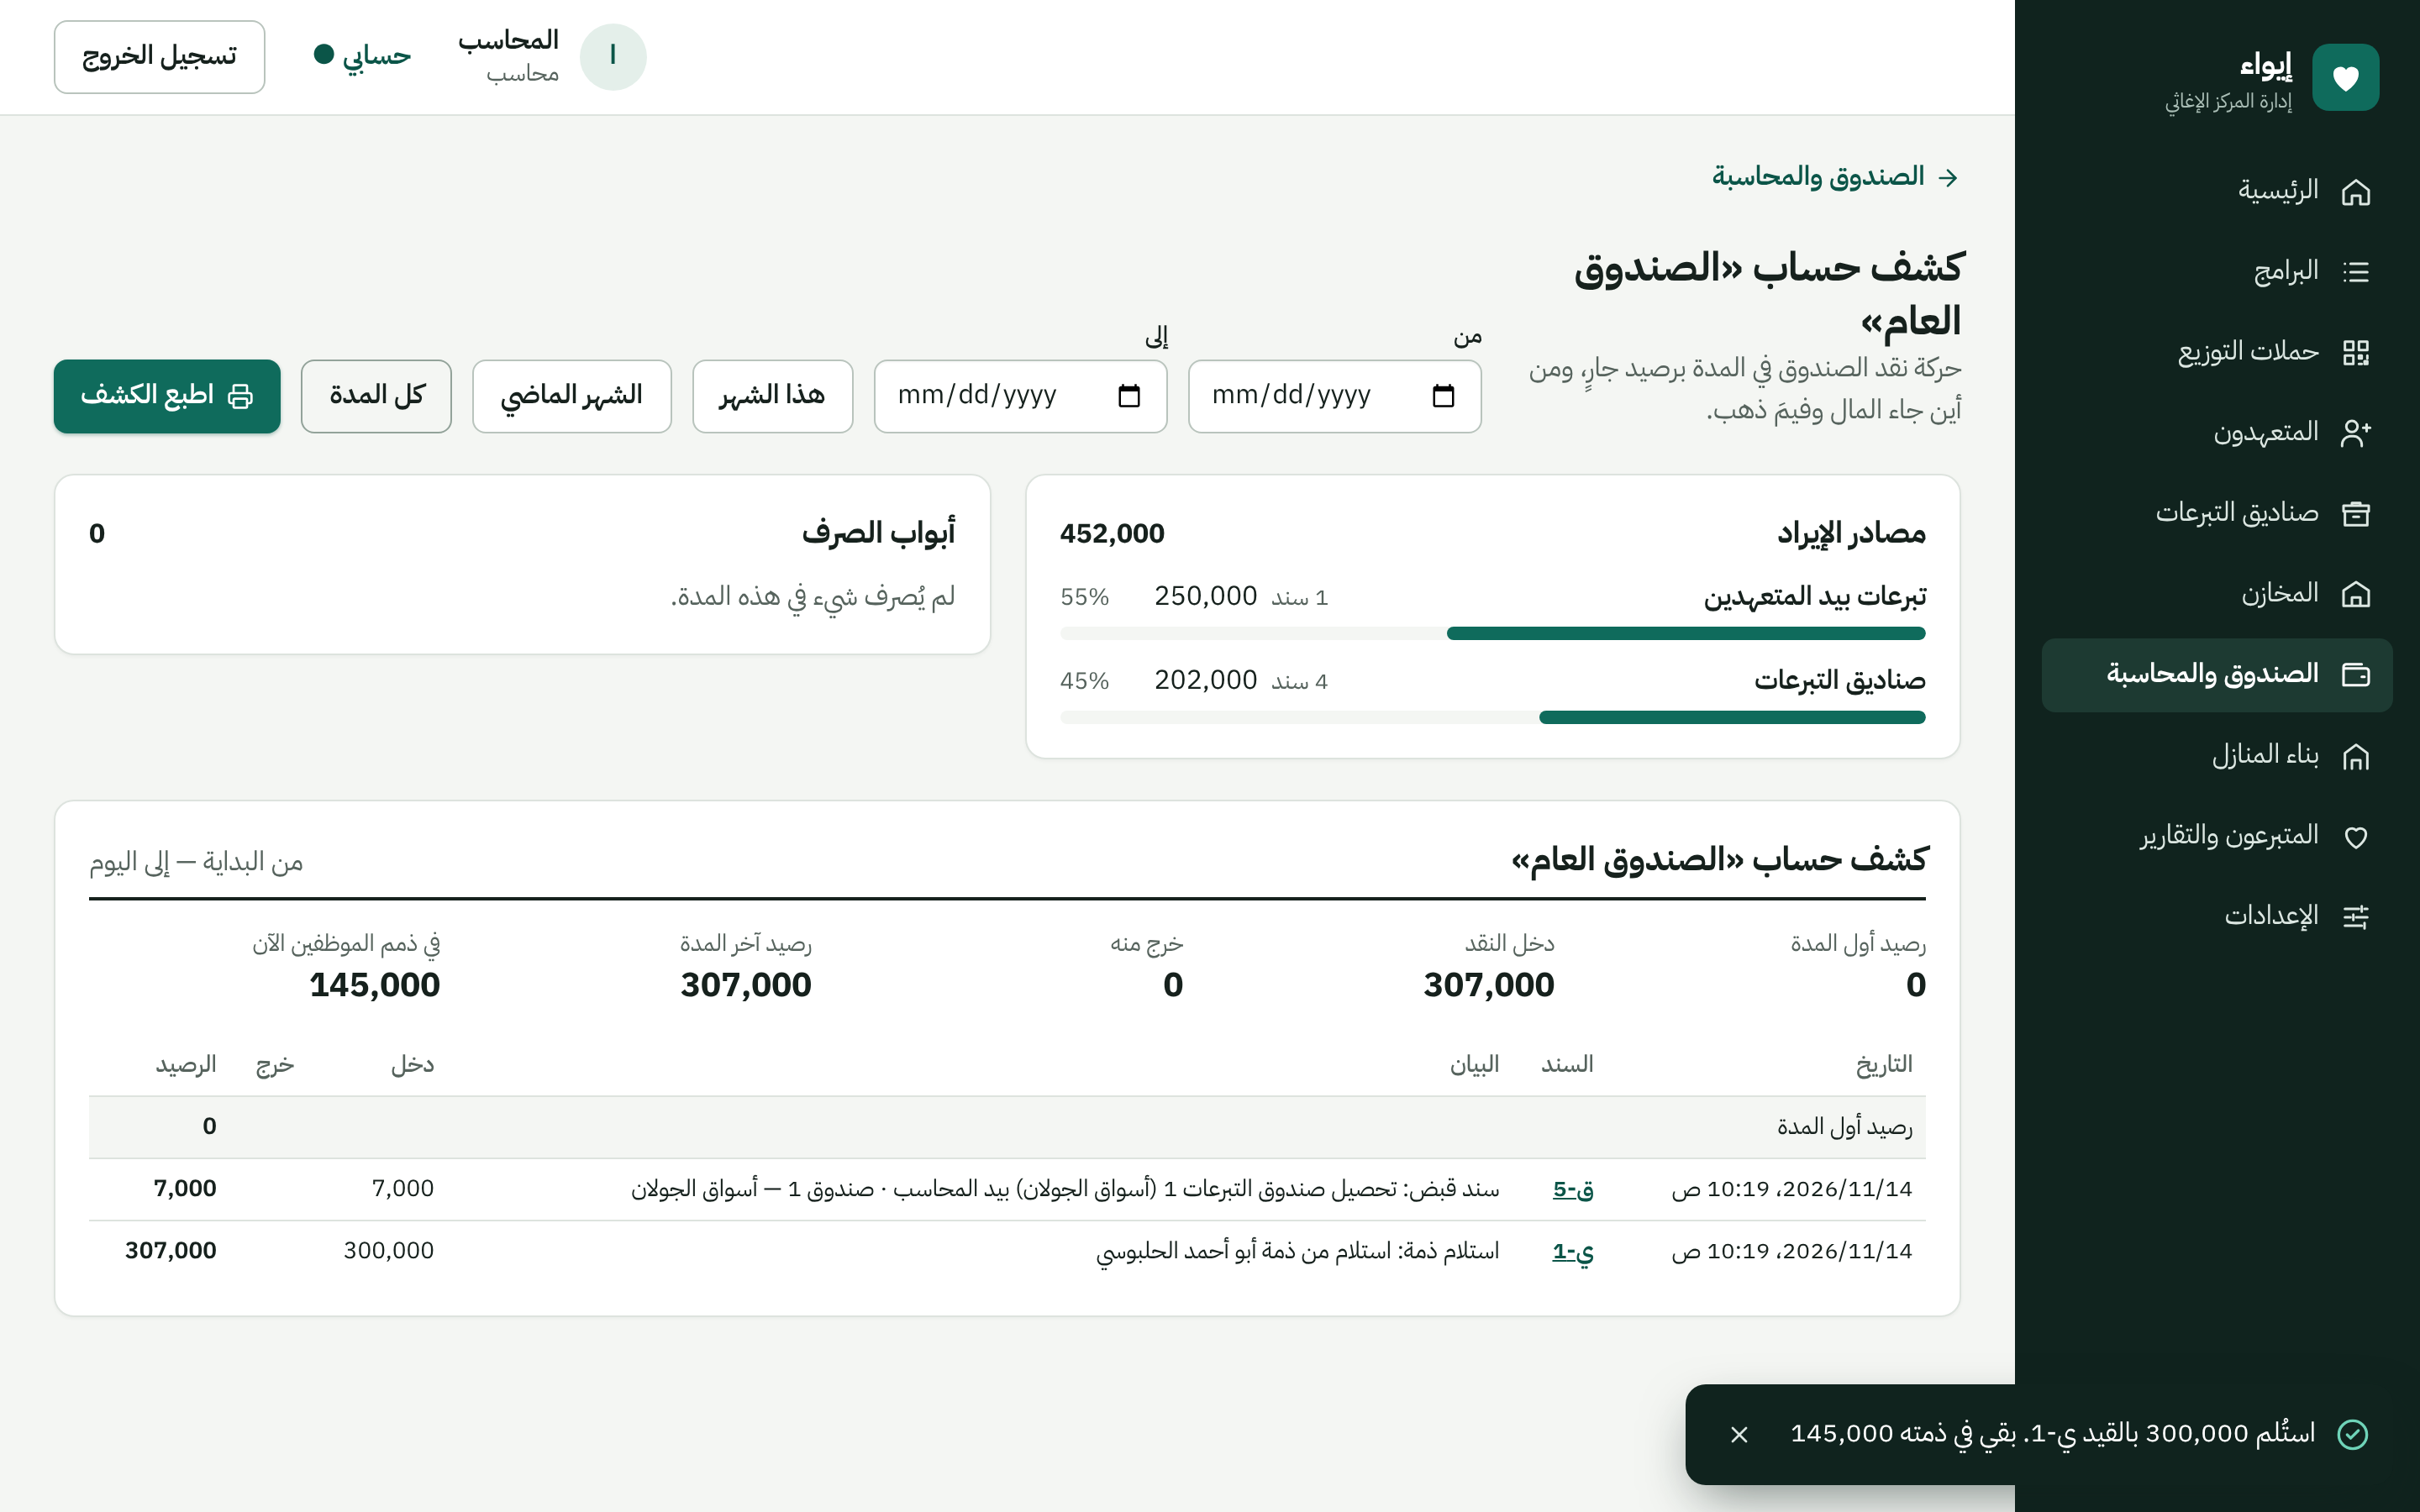 إيواء
إدارة المركز الإغاثي
الرئيسية
البرامج
حملات التوزيع
المتعهدون
صناديق التبرعات
المخازن
الصندوق والمحاسبة
بناء المنازل
المتبرعون والتقارير
الإعدادات
ا
المحاسب
محاسب
حسابي
تسجيل الخروج
الصندوق والمحاسبة
كشف حساب «الصندوق
العام»
حركة نقد الصندوق في المدة برصيد جارٍ، ومن
أين جاء المال وفيمَ ذهب.
من
mm/dd/yyyy
إلى
mm/dd/yyyy
هذا الشهر
الشهر الماضي
كل المدة
اطبع الكشف
مصادر الإيراد 452,000
تبرعات بيد المتعهدين 1 سند 250,000 55%
صناديق التبرعات 4 سند 202,000 45%
أبواب الصرف 0
لم يُصرف شيء في هذه المدة.
كشف حساب «الصندوق العام» من البداية — إلى اليوم
رصيد أول المدة دخل النقد خرج منه رصيد آخر المدة في ذمم الموظفين الآن
0 307,000 0 307,000 145,000
التاريخ السند البيان دخل خرج الرصيد
رصيد أول المدة 0
2026/11/14، 10:19 ص ق-5 سند قبض: تحصيل صندوق التبرعات 1 (أسواق الجولان) بيد المحاسب · صندوق 1 — أسواق الجولان 7,000 7,000
2026/11/14، 10:19 ص ي-1 استلام ذمة: استلام من ذمة أبو أحمد الحلبوسي 300,000 307,000
استُلم 300,000 بالقيد ي-1. بقي في ذمته 145,000